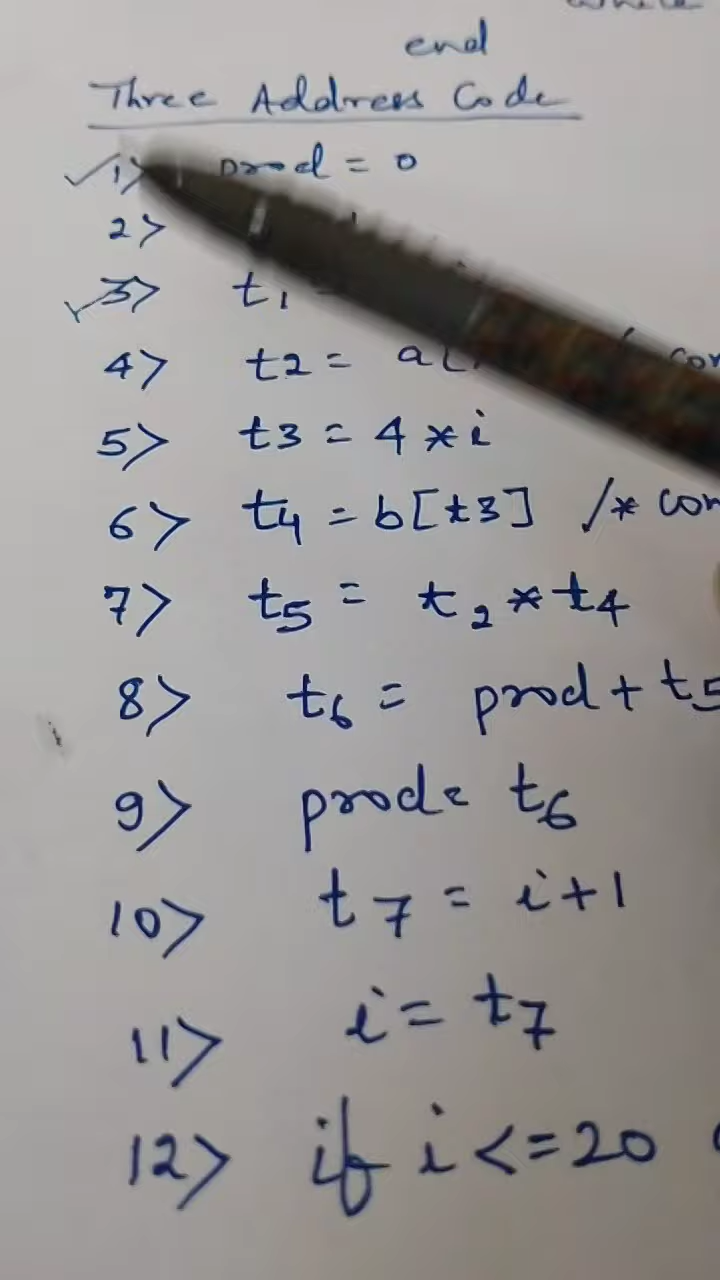 end
Three Address Code
1> prod = 0
2>
3> t1 =
4> t2 = a[
5> t3 = 4 * i
6> t4 = b[t3] /*
7> t5 = t2 * t4
8> t6 = prod + t5
9> prod = t6
10> t7 = i + 1
11> i = t7
12> if i <= 20